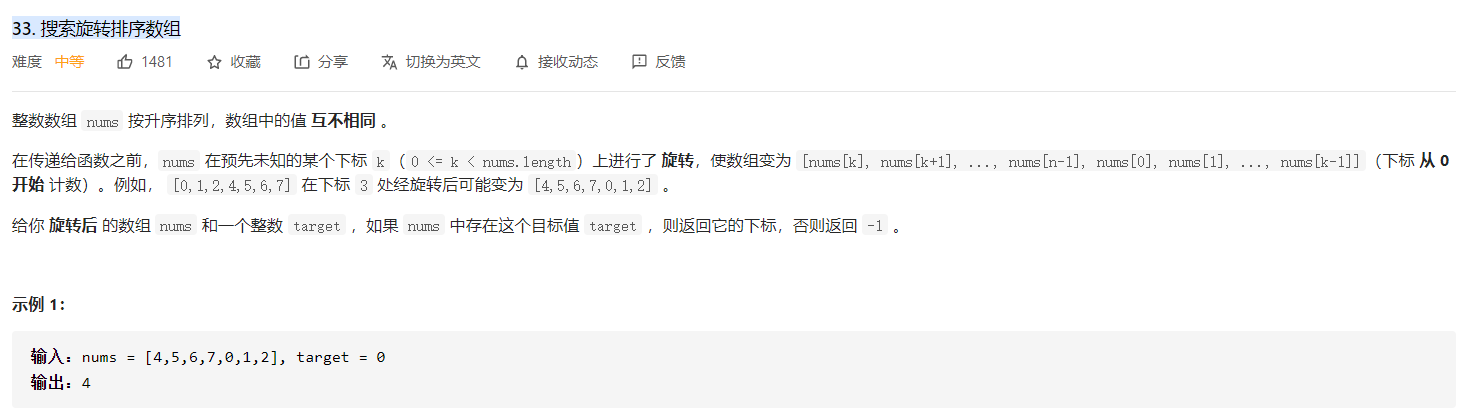 33. 搜索旋转排序数组
难度 中等 1481 收藏 分享 切换为英文 接收动态 反馈
整数数组 nums 按升序排列，数组中的值 互不相同 。
在传递给函数之前，nums 在预先未知的某个下标 k（0 <= k < nums.length）上进行了 旋转，使数组变为 [nums[k], nums[k+1], ..., nums[n-1], nums[0], nums[1], ..., nums[k-1]]（下标 从 0
开始 计数）。例如， [0,1,2,4,5,6,7] 在下标 3 处经旋转后可能变为 [4,5,6,7,0,1,2] 。
给你 旋转后 的数组 nums 和一个整数 target ，如果 nums 中存在这个目标值 target ，则返回它的下标，否则返回 -1 。
示例 1：
输入：nums = [4,5,6,7,0,1,2], target = 0
输出：4